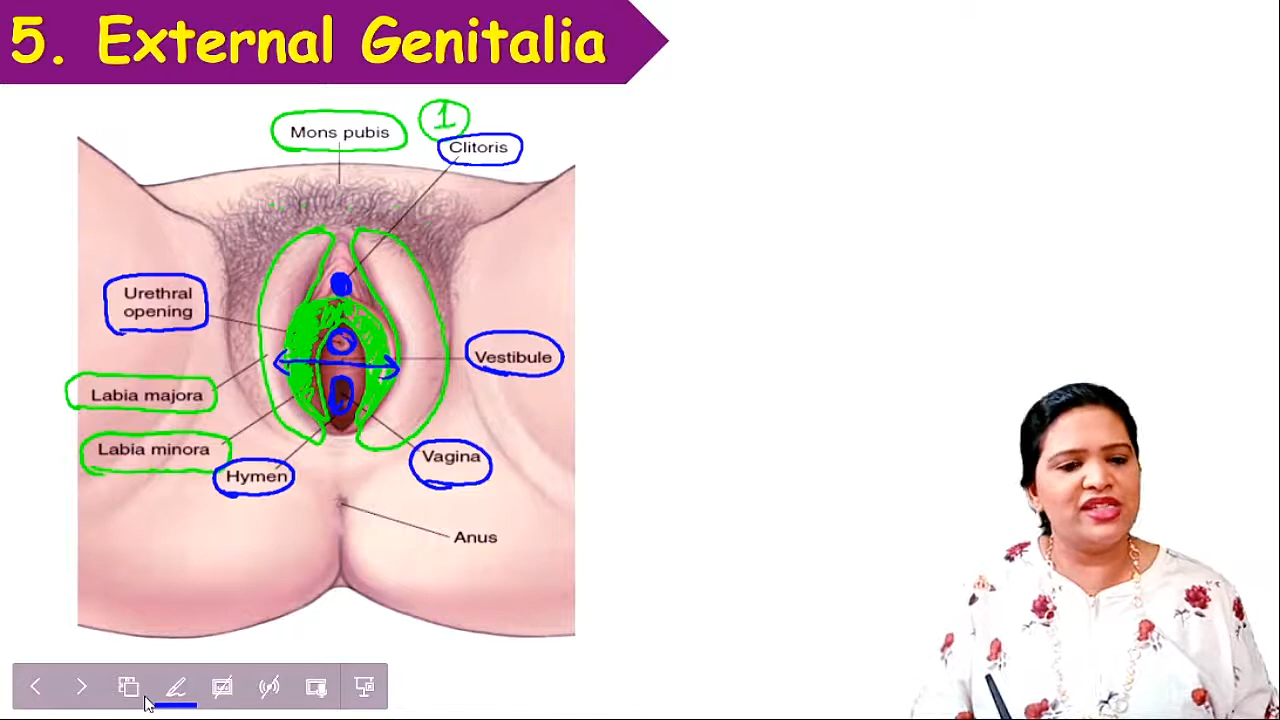 5. External Genitalia
Mons pubis
1
Clitoris
Urethral
opening
Vestibule
Labia majora
Labia minora
Vagina
Hymen
Anus